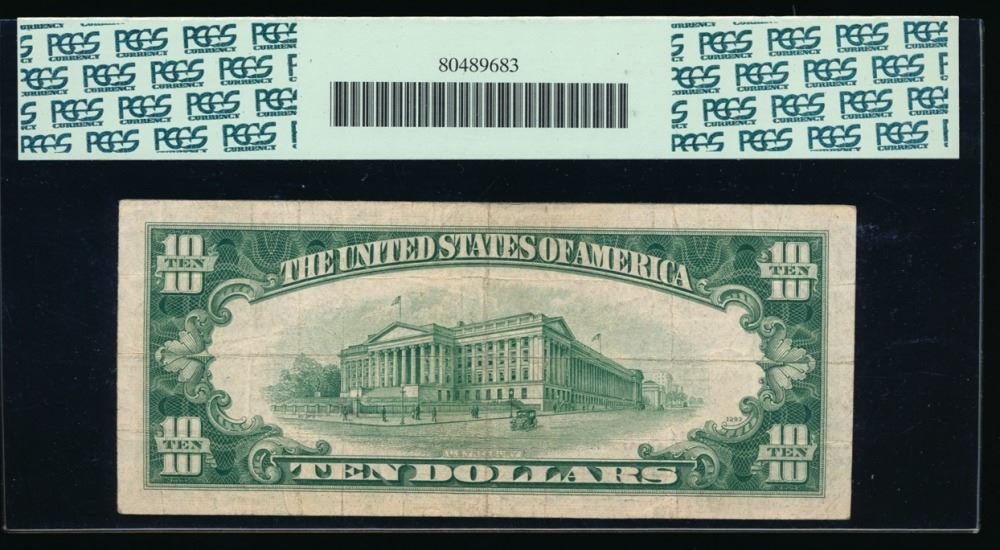 PCGS CURRENCY
80489683
10 TEN 10
THE UNITED STATES OF AMERICA
10 TEN 10
10 TEN 10
10 TEN 10
TEN DOLLARS